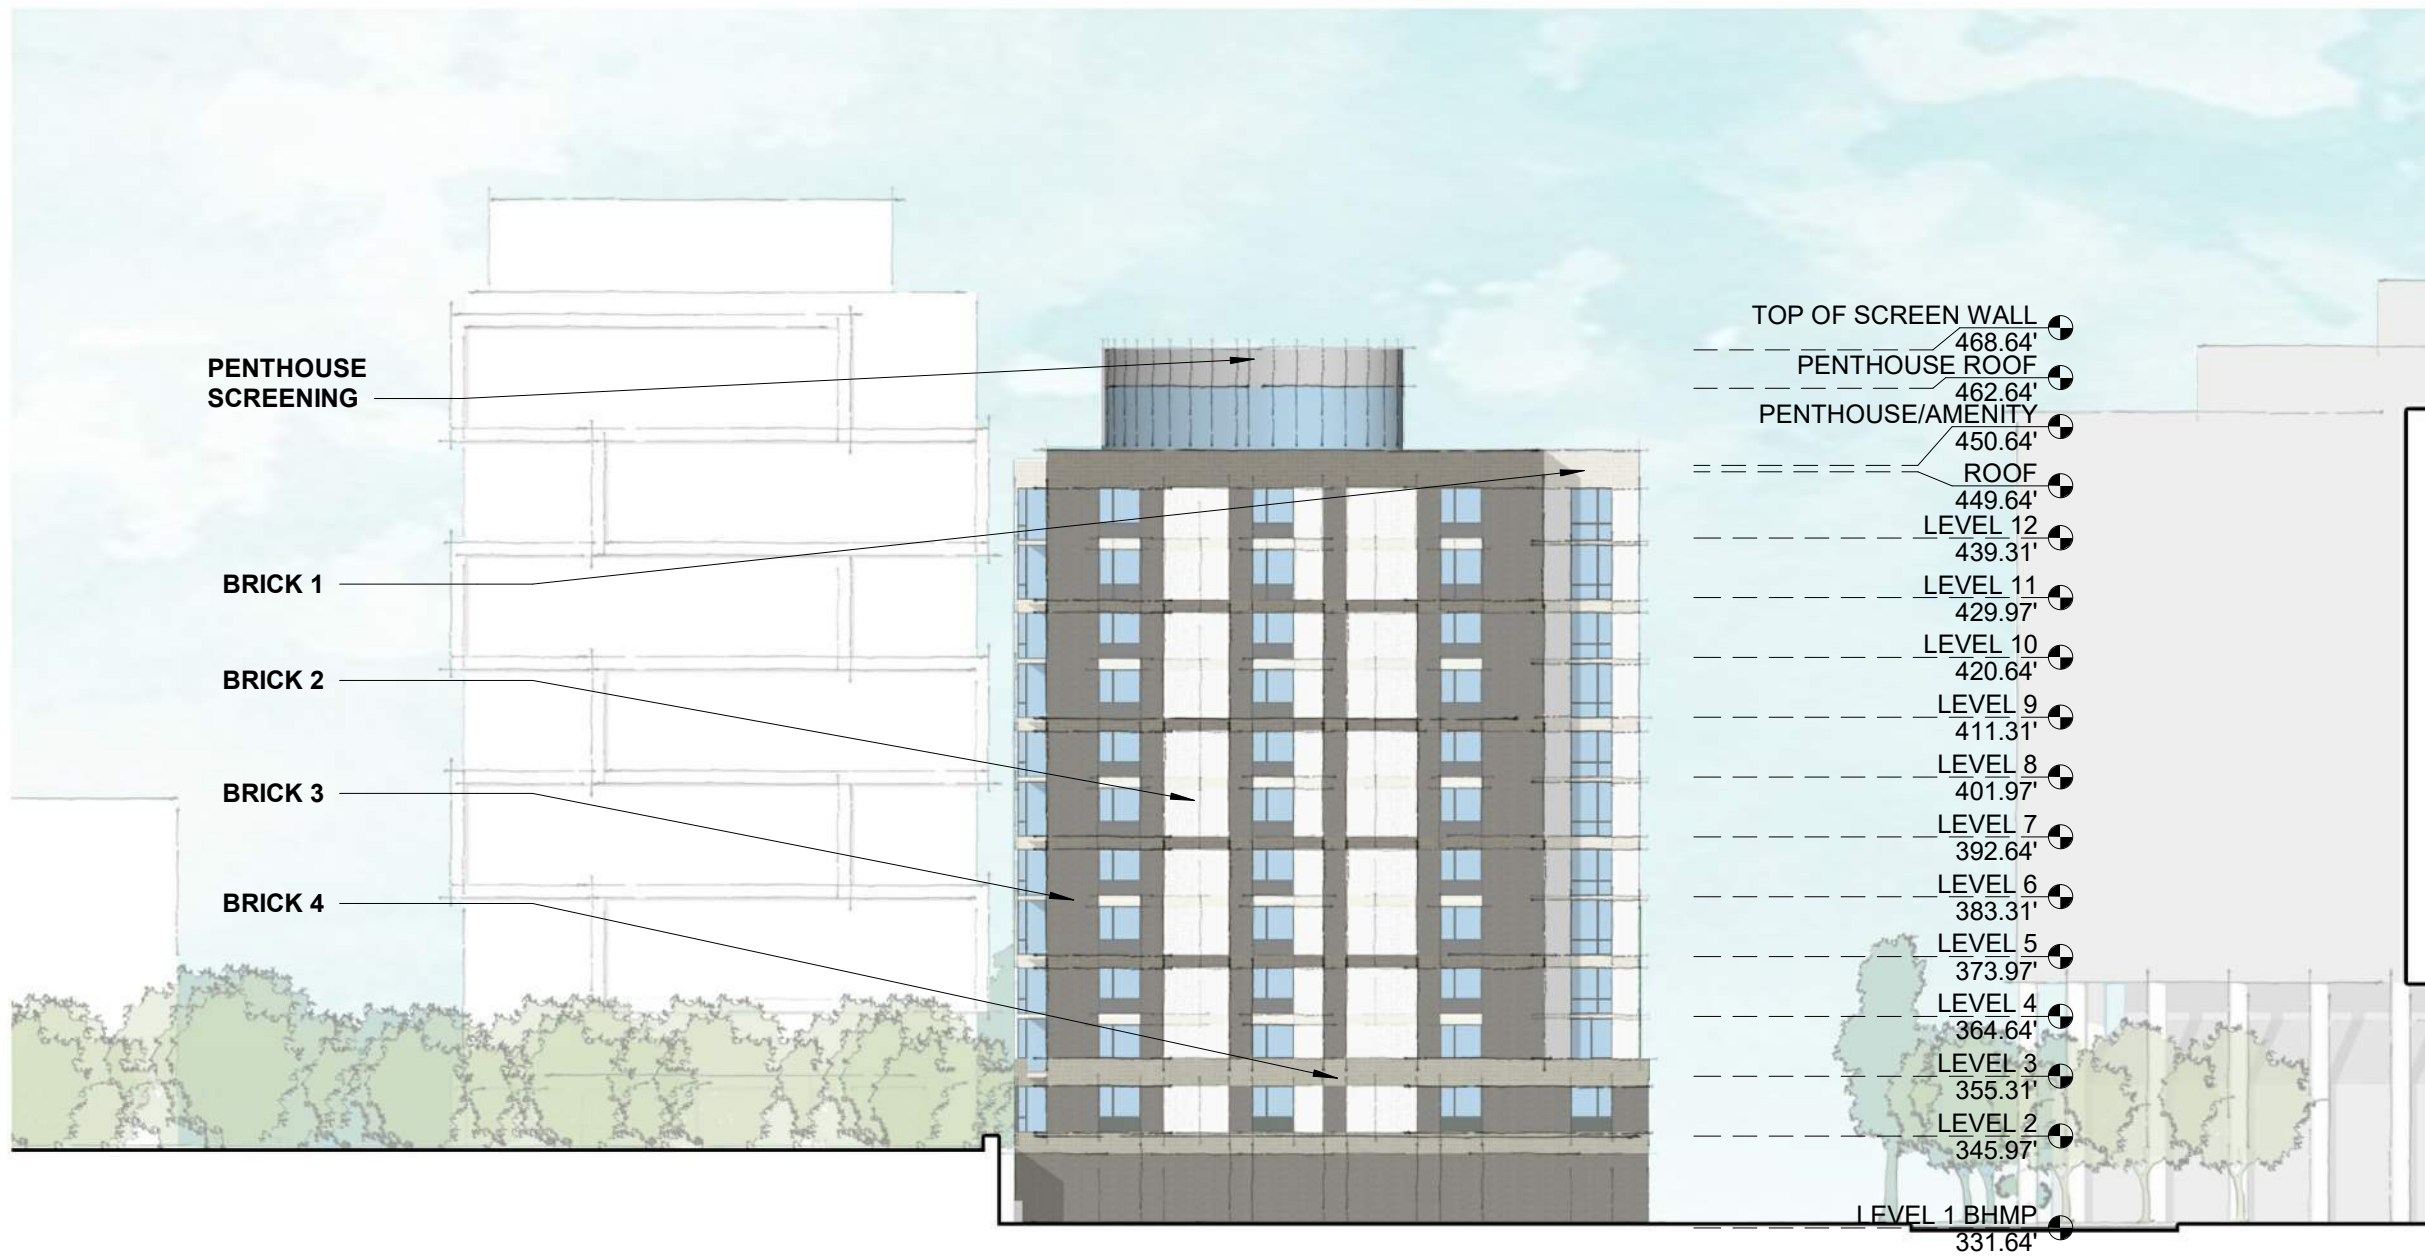 PENTHOUSE
SCREENING
BRICK 1
BRICK 2
BRICK 3
BRICK 4
TOP OF SCREEN WALL
468.64'
PENTHOUSE ROOF
462.64'
PENTHOUSE/AMENITY
450.64'
ROOF
449.64'
LEVEL 12
439.31'
LEVEL 11
429.97'
LEVEL 10
420.64'
LEVEL 9
411.31'
LEVEL 8
401.97'
LEVEL 7
392.64'
LEVEL 6
383.31'
LEVEL 5
373.97'
LEVEL 4
364.64'
LEVEL 3
355.31'
LEVEL 2
345.97'
LEVEL 1 BHMP
331.64'